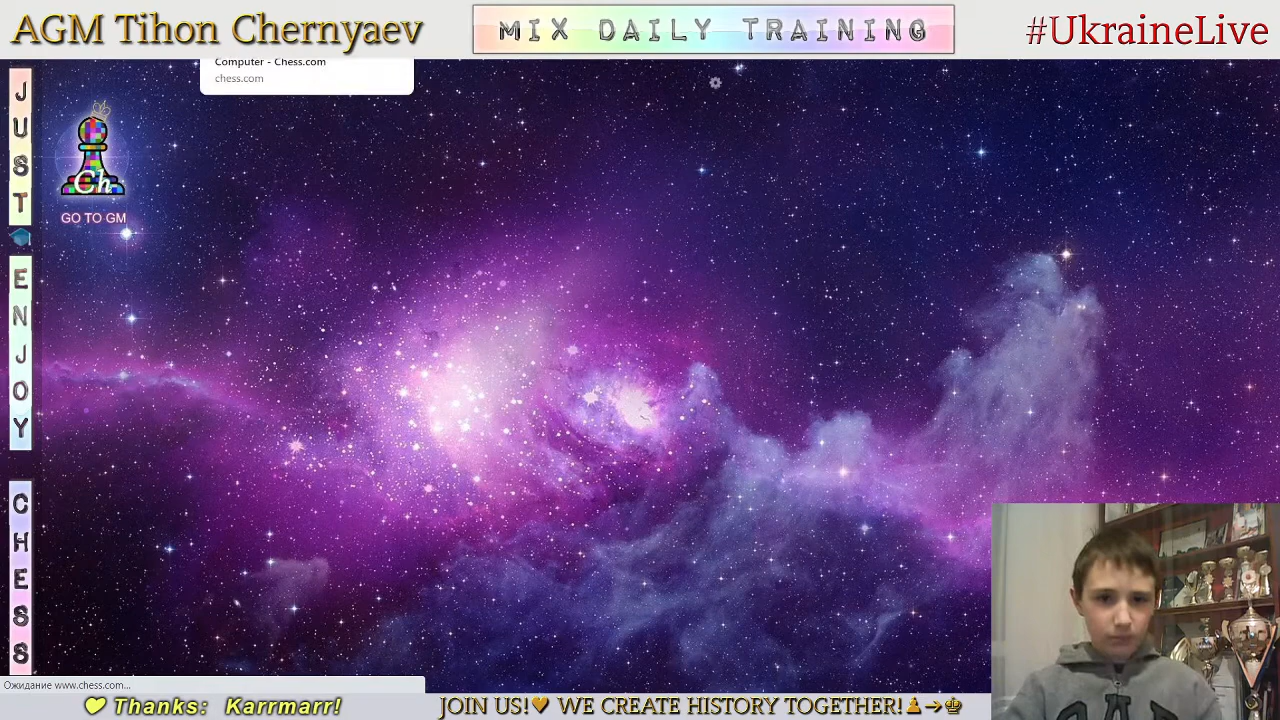 AGM Tihon Chernyaev
MIX DAILY TRAINING
#UkraineLive
Computer - Chess.com
chess.com
JUST
ENJOY
CHESS
Ch
GO TO GM
Ожидание www.chess.com...
Thanks: Karrmarr!
JOIN US!🧡 WE CREATE HISTORY TOGETHER!♟→♚